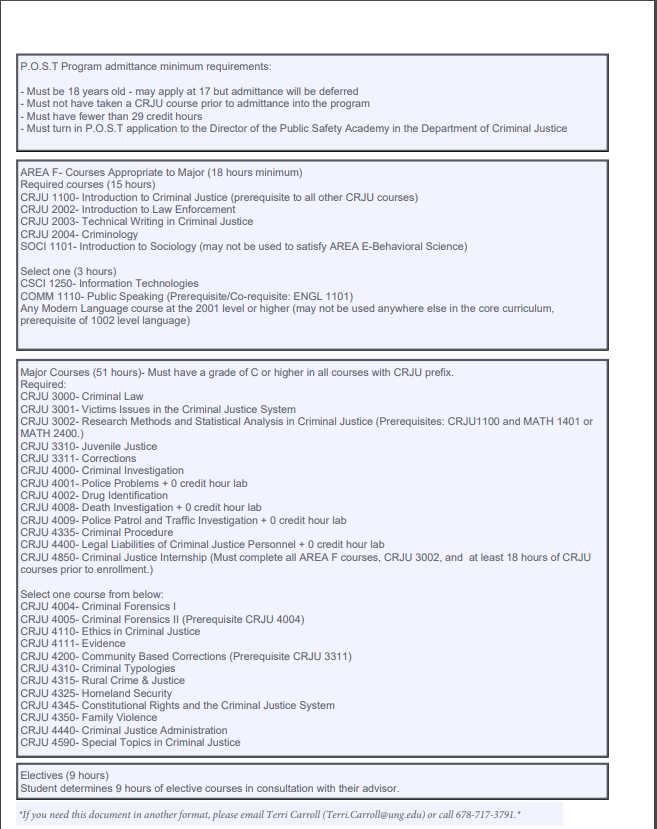 P.O.S.T Program admittance minimum requirements:
- Must be 18 years old - may apply at 17 but admittance will be deferred
- Must not have taken a CRJU course prior to admittance into the program
- Must have fewer than 29 credit hours
- Must turn in P.O.S.T application to the Director of the Public Safety Academy in the Department of Criminal Justice
AREA F- Courses Appropriate to Major (18 hours minimum)
Required courses (15 hours)
CRJU 1100- Introduction to Criminal Justice (prerequisite to all other CRJU courses)
CRJU 2002- Introduction to Law Enforcement
CRJU 2003- Technical Writing in Criminal Justice
CRJU 2004- Criminology
SOCI 1101- Introduction to Sociology (may not be used to satisfy AREA E-Behavioral Science)
Select one (3 hours)
CSCI 1250- Information Technologies
COMM 1110- Public Speaking (Prerequisite/Co-requisite: ENGL 1101)
Any Modern Language course at the 2001 level or higher (may not be used anywhere else in the core curriculum,
prerequisite of 1002 level language)
Major Courses (51 hours)- Must have a grade of C or higher in all courses with CRJU prefix.
Required:
CRJU 3000- Criminal Law
CRJU 3001- Victims Issues in the Criminal Justice System
CRJU 3002- Research Methods and Statistical Analysis in Criminal Justice (Prerequisites: CRJU1100 and MATH 1401 or
MATH 2400.)
CRJU 3310- Juvenile Justice
CRJU 3311- Corrections
CRJU 4000- Criminal Investigation
CRJU 4001- Police Problems + 0 credit hour lab
CRJU 4002- Drug Identification
CRJU 4008- Death Investigation + 0 credit hour lab
CRJU 4009- Police Patrol and Traffic Investigation + 0 credit hour lab
CRJU 4335- Criminal Procedure
CRJU 4400- Legal Liabilities of Criminal Justice Personnel + 0 credit hour lab
CRJU 4850- Criminal Justice Internship (Must complete all AREA F courses, CRJU 3002, and at least 18 hours of CRJU
courses prior to enrollment.)
Select one course from below:
CRJU 4004- Criminal Forensics I
CRJU 4005- Criminal Forensics II (Prerequisite CRJU 4004)
CRJU 4110- Ethics in Criminal Justice
CRJU 4111- Evidence
CRJU 4200- Community Based Corrections (Prerequisite CRJU 3311)
CRJU 4310- Criminal Typologies
CRJU 4315- Rural Crime & Justice
CRJU 4325- Homeland Security
CRJU 4345- Constitutional Rights and the Criminal Justice System
CRJU 4350- Family Violence
CRJU 4440- Criminal Justice Administration
CRJU 4590- Special Topics in Criminal Justice
Electives (9 hours)
Student determines 9 hours of elective courses in consultation with their advisor.
*If you need this document in another format, please email Terri Carroll (Terri.Carroll@ung.edu) or call 678-717-3791.*